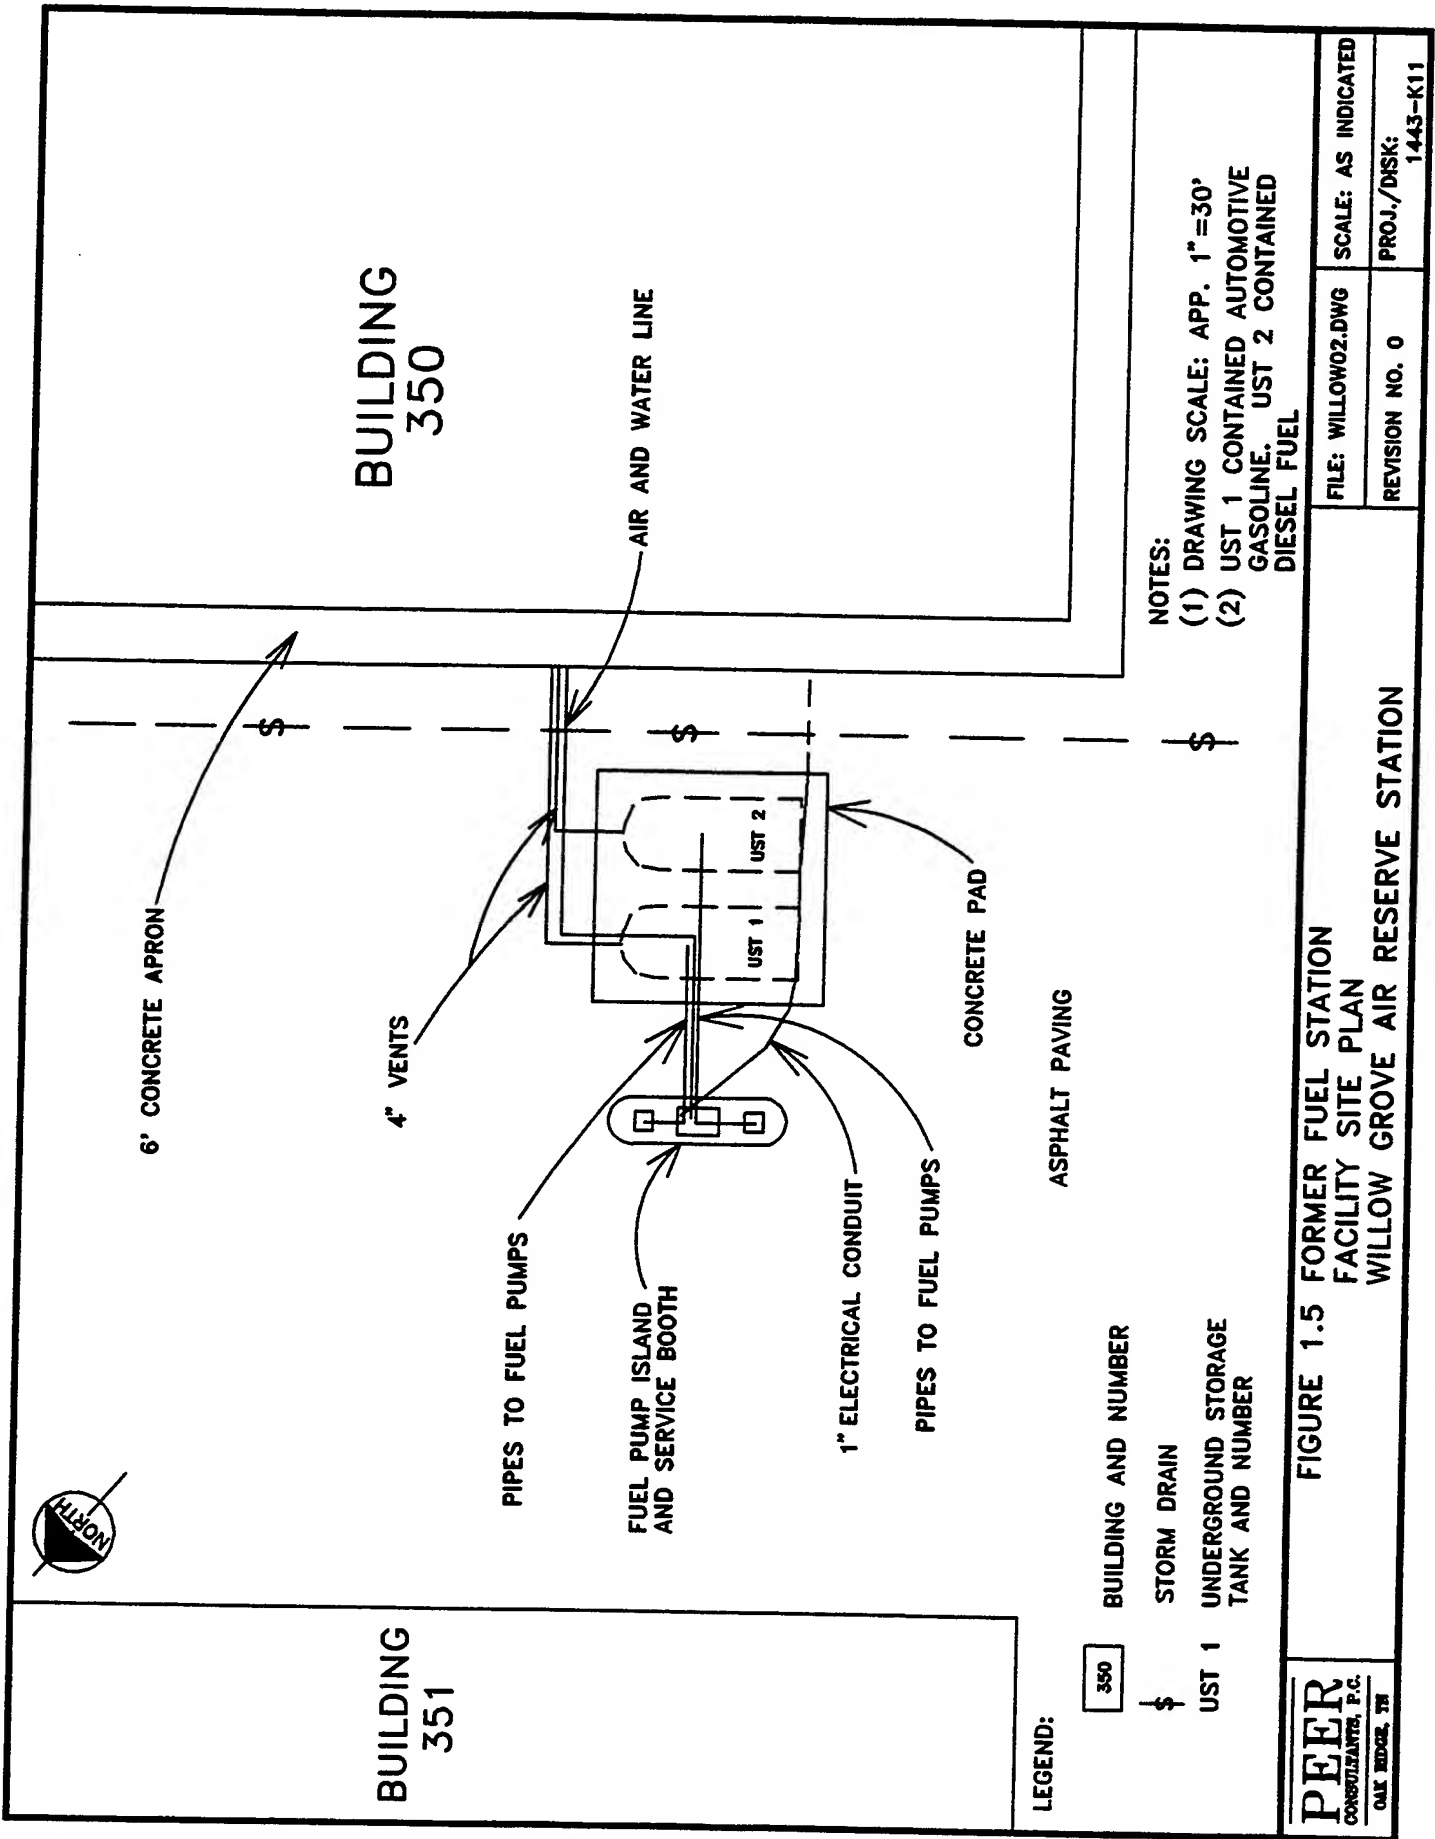 NORTH
BUILDING
351
BUILDING
350
6' CONCRETE APRON
4" VENTS
AIR AND WATER LINE
PIPES TO FUEL PUMPS
FUEL PUMP ISLAND
AND SERVICE BOOTH
1" ELECTRICAL CONDUIT
PIPES TO FUEL PUMPS
UST 1
UST 2
CONCRETE PAD
ASPHALT PAVING
S
S
S
LEGEND:
350 BUILDING AND NUMBER
S STORM DRAIN
UST 1 UNDERGROUND STORAGE
TANK AND NUMBER
NOTES:
(1) DRAWING SCALE: APP. 1"=30'
(2) UST 1 CONTAINED AUTOMOTIVE
GASOLINE. UST 2 CONTAINED
DIESEL FUEL
PEER
CONSULTANTS, P.C.
OAK RIDGE, TN
FIGURE 1.5 FORMER FUEL STATION
FACILITY SITE PLAN
WILLOW GROVE AIR RESERVE STATION
FILE: WILLOW02.DWG
SCALE: AS INDICATED
REVISION NO. 0
PROJ./DISK:
1443-K11